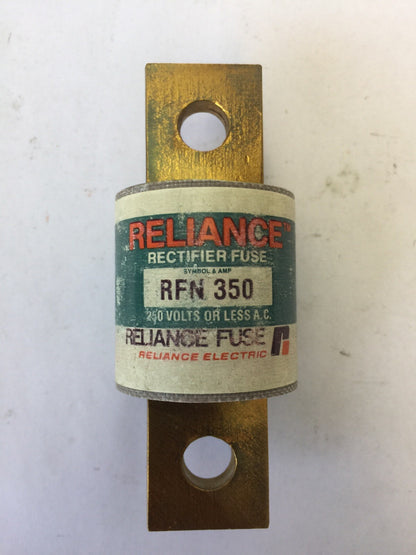 RELIANCE™
RECTIFIER FUSE
SYMBOL & AMP
RFN 350
250 VOLTS OR LESS A.C.
RELIANCE FUSE
RELIANCE ELECTRIC